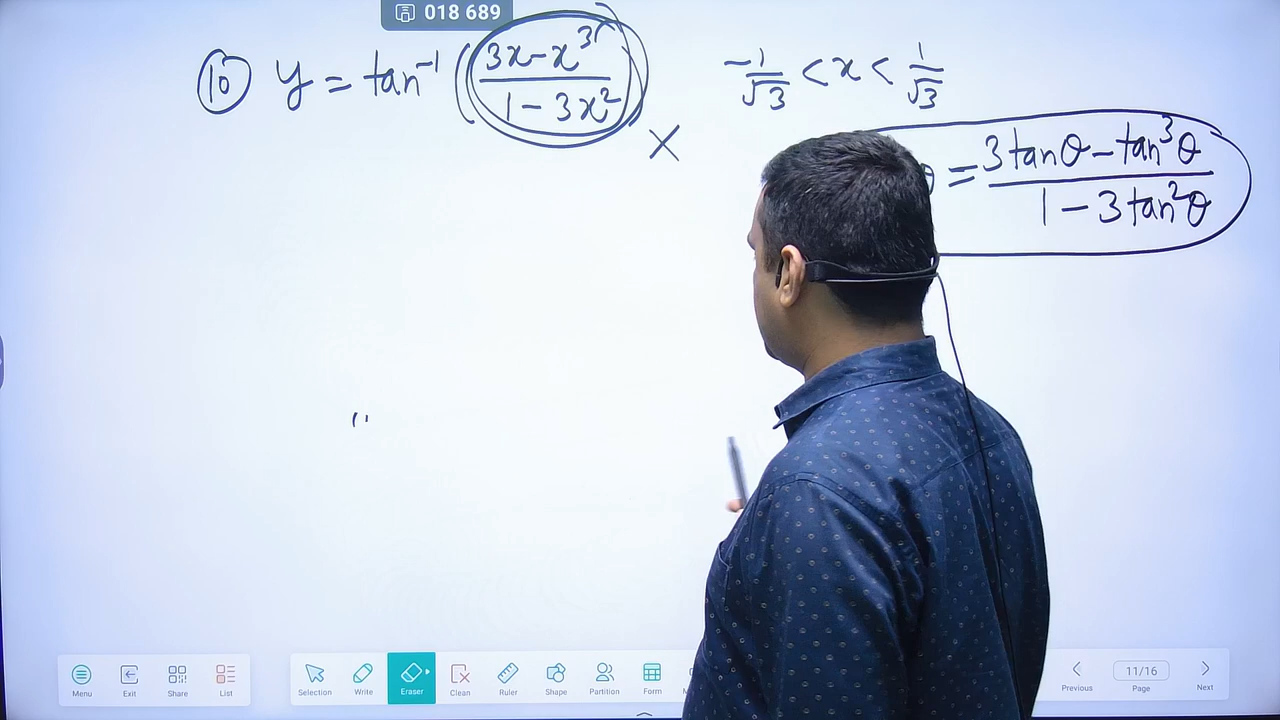 018 689
(10) y = tan⁻¹ ( (3x - x³) / (1 - 3x²) ) -1/√3 < x < 1/√3
×
θ = (3tanθ - tan³θ) / (1 - 3tan²θ)
Menu Exit Share List Selection Write Eraser Clean Ruler Shape Partition Form Previous 11/16 Page Next